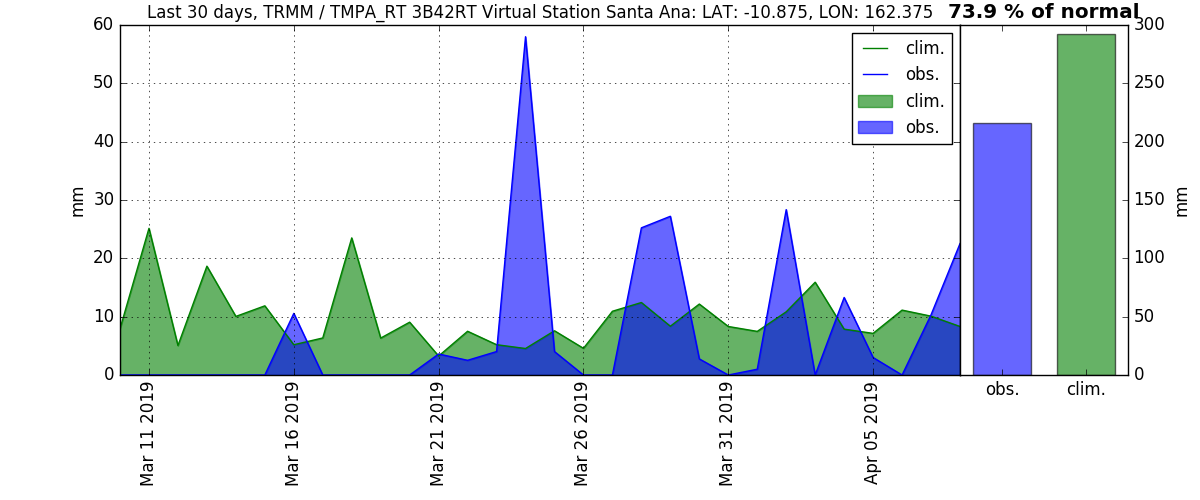 Last 30 days, TRMM / TMPA_RT 3B42RT Virtual Station Santa Ana: LAT: -10.875, LON: 162.375
73.9 % of normal
60
50
40
30
20
10
0
mm
clim.
obs.
clim.
obs.
Mar 11 2019
Mar 16 2019
Mar 21 2019
Mar 26 2019
Mar 31 2019
Apr 05 2019
300
250
200
150
100
50
0
mm
obs.
clim.